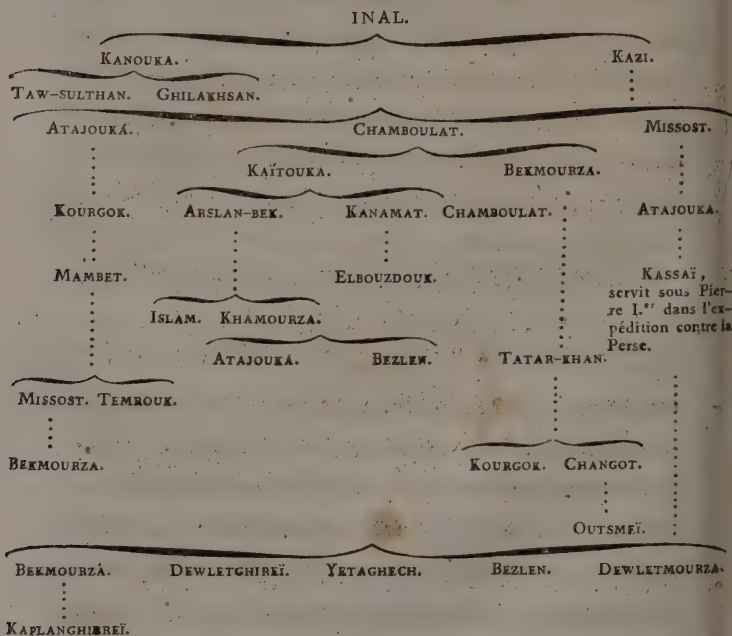 INAL.
KANOUKA. KAZI.
TAW-SULTHAN. GHILAKHSAN.
ATAJOUKA. CHAMBOULAT. MISSOST.
KAÏTOUKA. BEKMOURZA.
KOURGOK. ARSLAN-BEK. KANAMAT. CHAMBOULAT. ATAJOUKA.
MAMBET. ELBOUZDOUK. KASSAÏ,
servit sous Pier-
re I.er dans l'ex-
pédition contre la
Perse.
ISLAM. KHAMOURZA.
ATAJOUKA. BEZLEN. TATAR-KHAN.
MISSOST. TEMROUK.
BEKMOURZA. KOURGOK. CHANGOT.
OUTSMEÏ.
BEKMOURZA. DEWLETGHIREÏ. YETAGHECH. BEZLEN. DEWLETMOURZA.
KAPLANGHIREÏ.